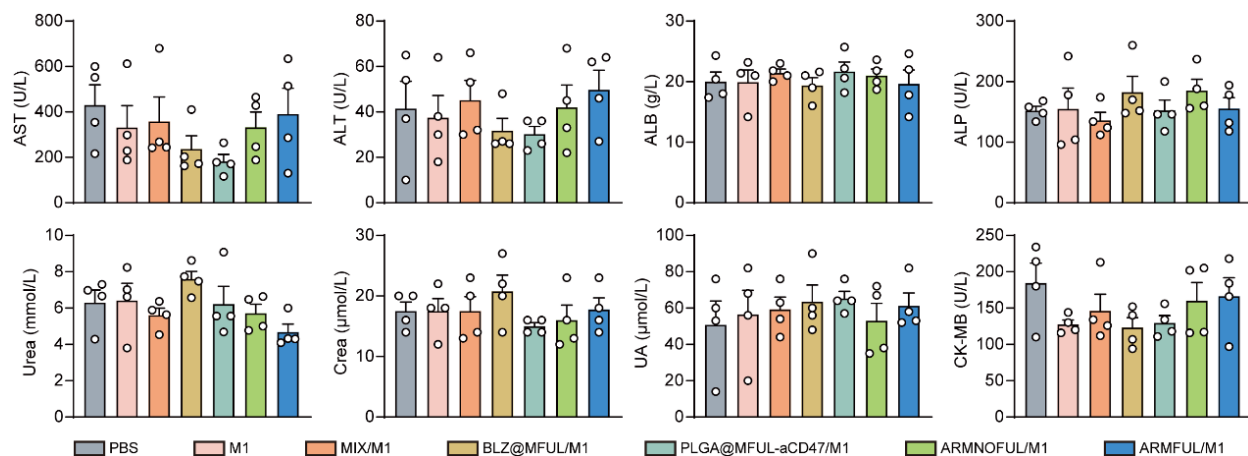 AST (U/L)
800
600
400
200
0
ALT (U/L)
80
60
40
20
0
ALB (g/L)
30
20
10
0
ALP (U/L)
300
200
100
0
Urea (mmol/L)
10
8
6
4
2
0
Crea (μmol/L)
30
20
10
0
UA (μmol/L)
100
80
60
40
20
0
CK-MB (U/L)
250
200
150
100
50
0
PBS
M1
MIX/M1
BLZ@MFUL/M1
PLGA@MFUL-aCD47/M1
ARMNOFUL/M1
ARMFUL/M1